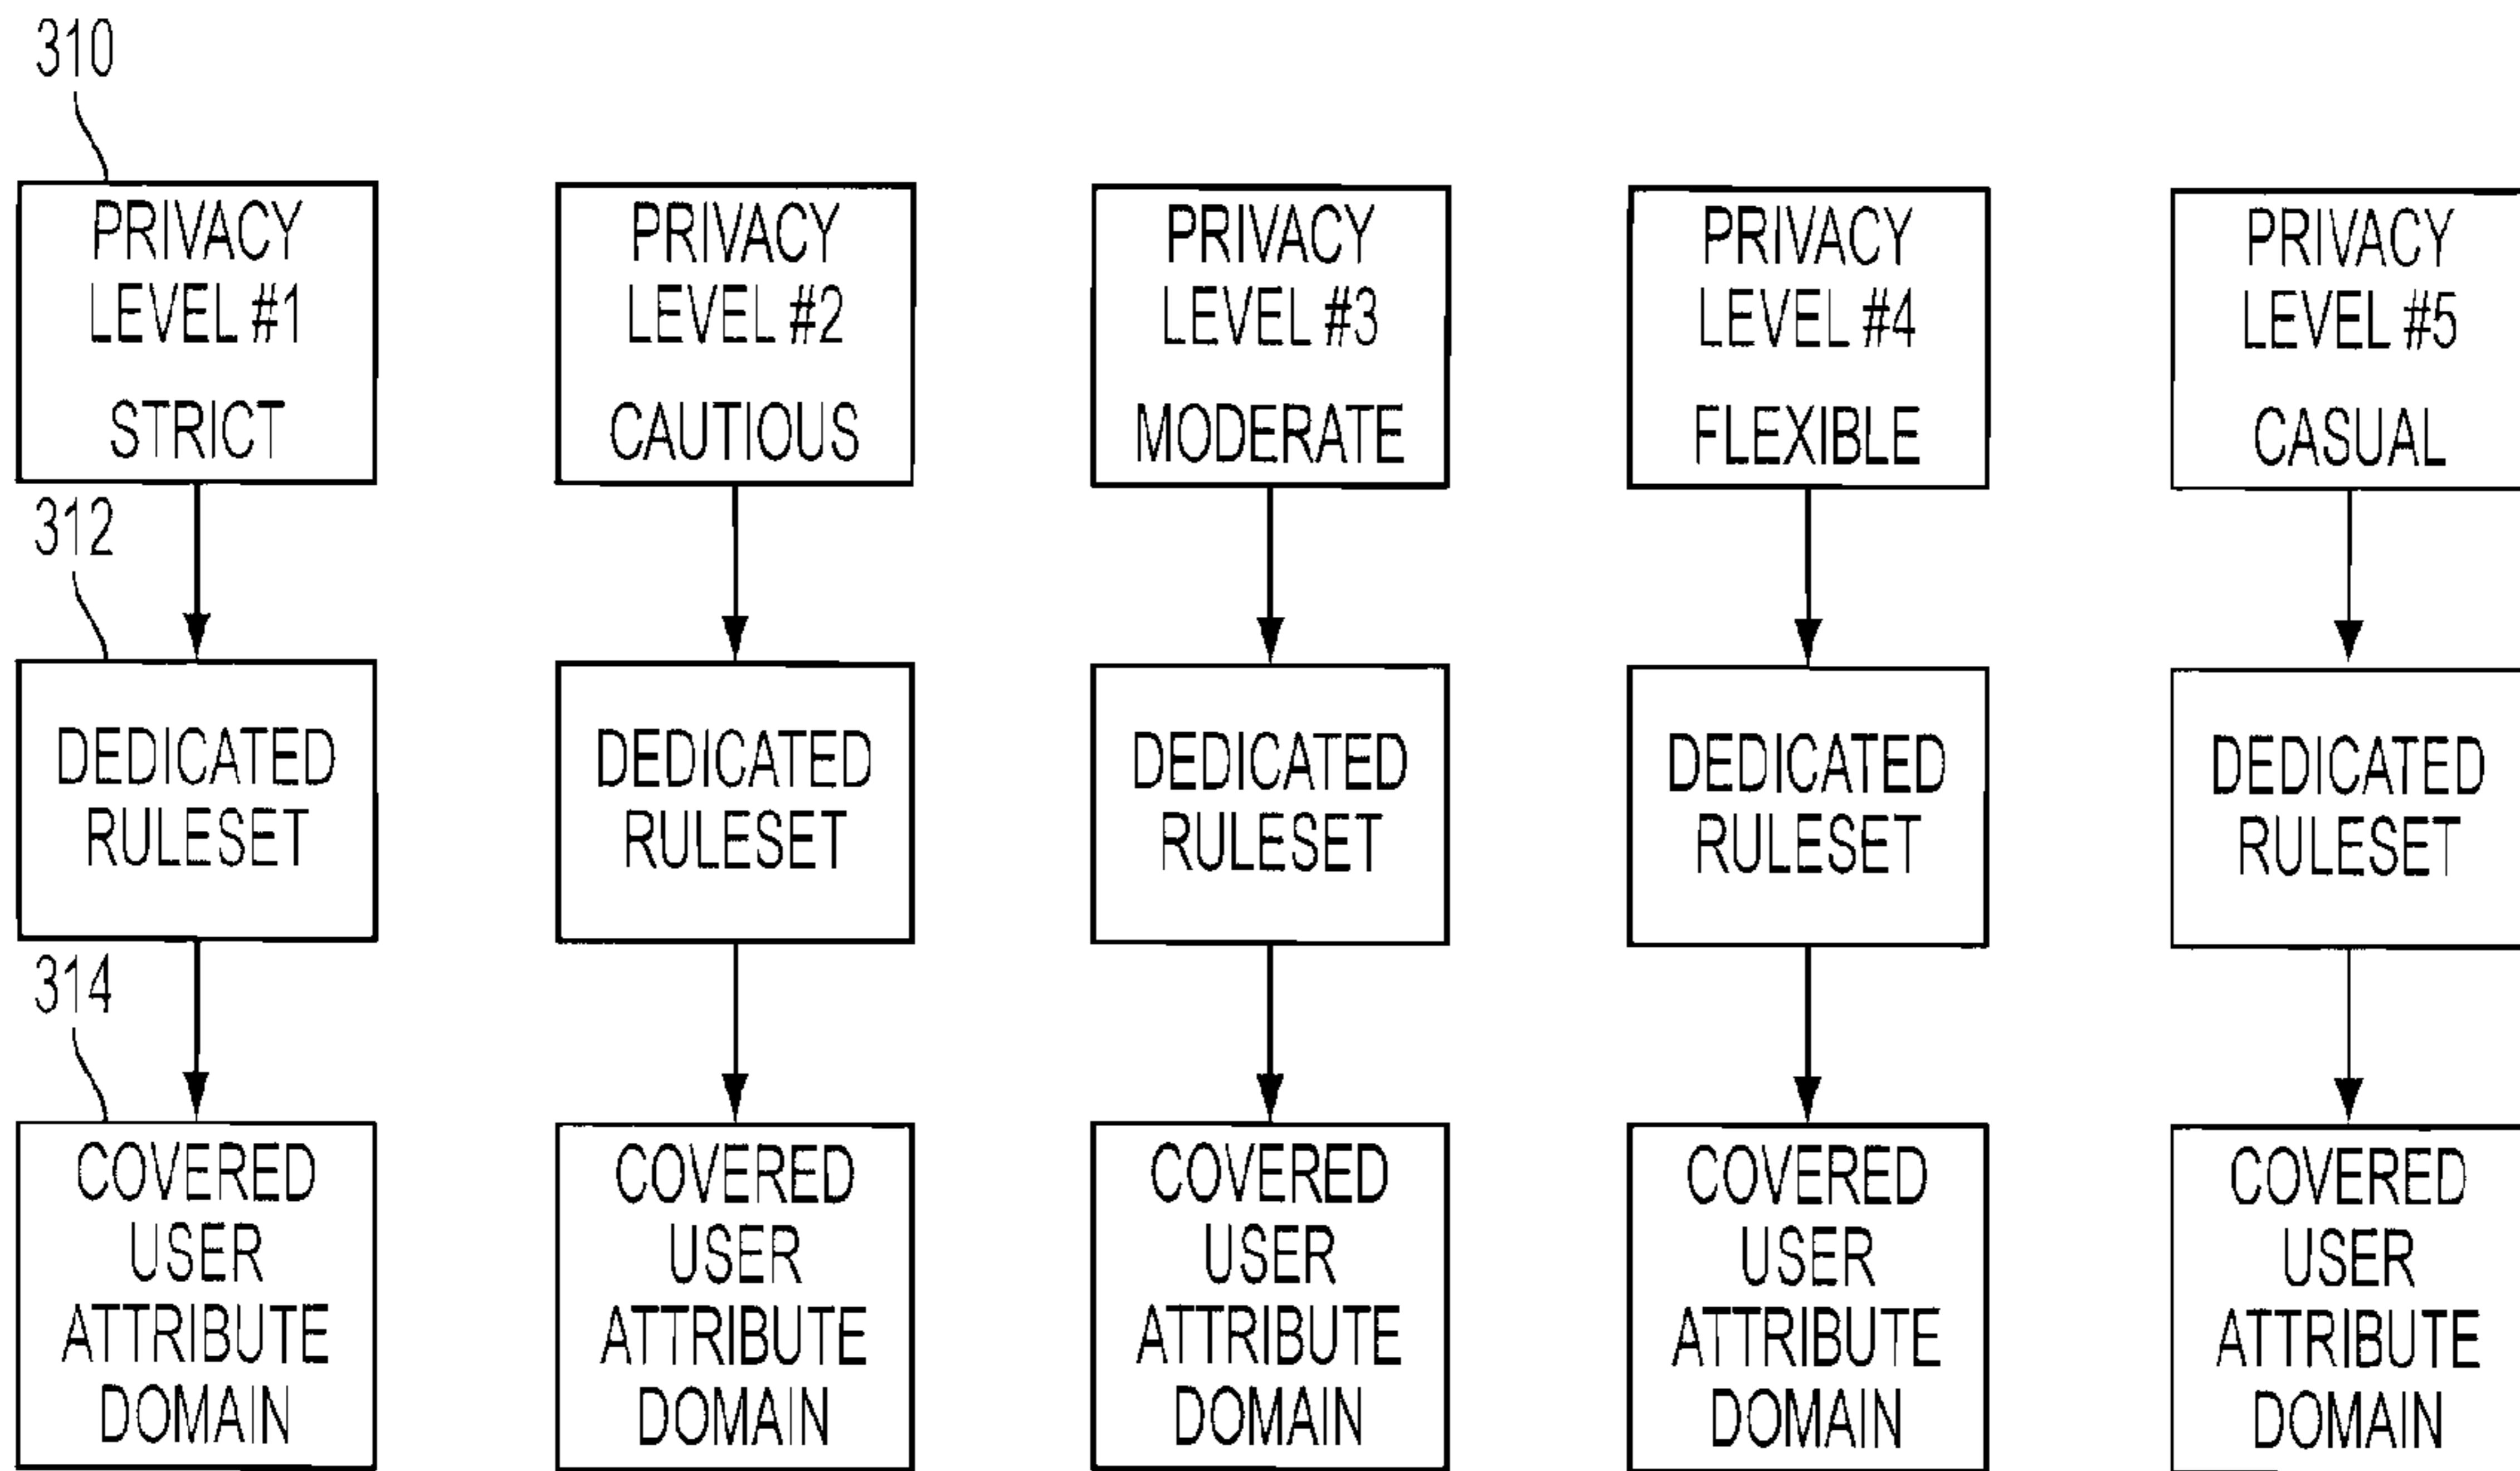 310
PRIVACY
LEVEL #1
STRICT
PRIVACY
LEVEL #2
CAUTIOUS
PRIVACY
LEVEL #3
MODERATE
PRIVACY
LEVEL #4
FLEXIBLE
PRIVACY
LEVEL #5
CASUAL
312
DEDICATED
RULESET
DEDICATED
RULESET
DEDICATED
RULESET
DEDICATED
RULESET
DEDICATED
RULESET
314
COVERED
USER
ATTRIBUTE
DOMAIN
COVERED
USER
ATTRIBUTE
DOMAIN
COVERED
USER
ATTRIBUTE
DOMAIN
COVERED
USER
ATTRIBUTE
DOMAIN
COVERED
USER
ATTRIBUTE
DOMAIN